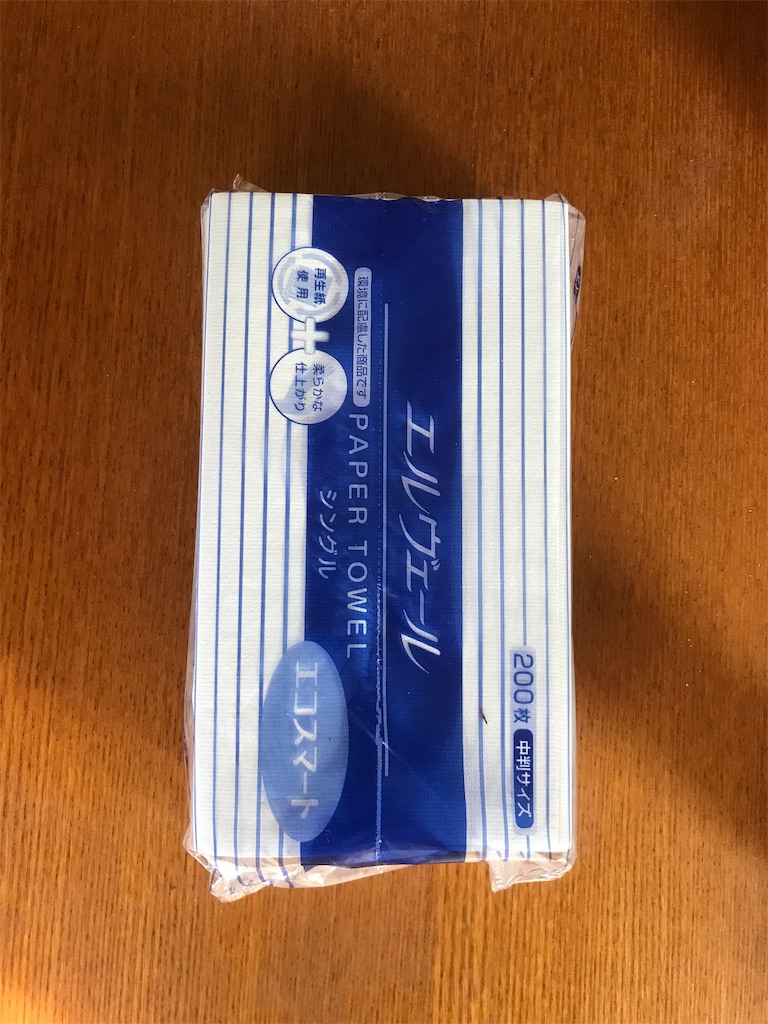 200枚 中判サイズ
エルヴェール
環境に配慮した商品です
PAPER TOWEL
シングル
再生紙
使用
+
柔らかな
仕上がり
エコスマート